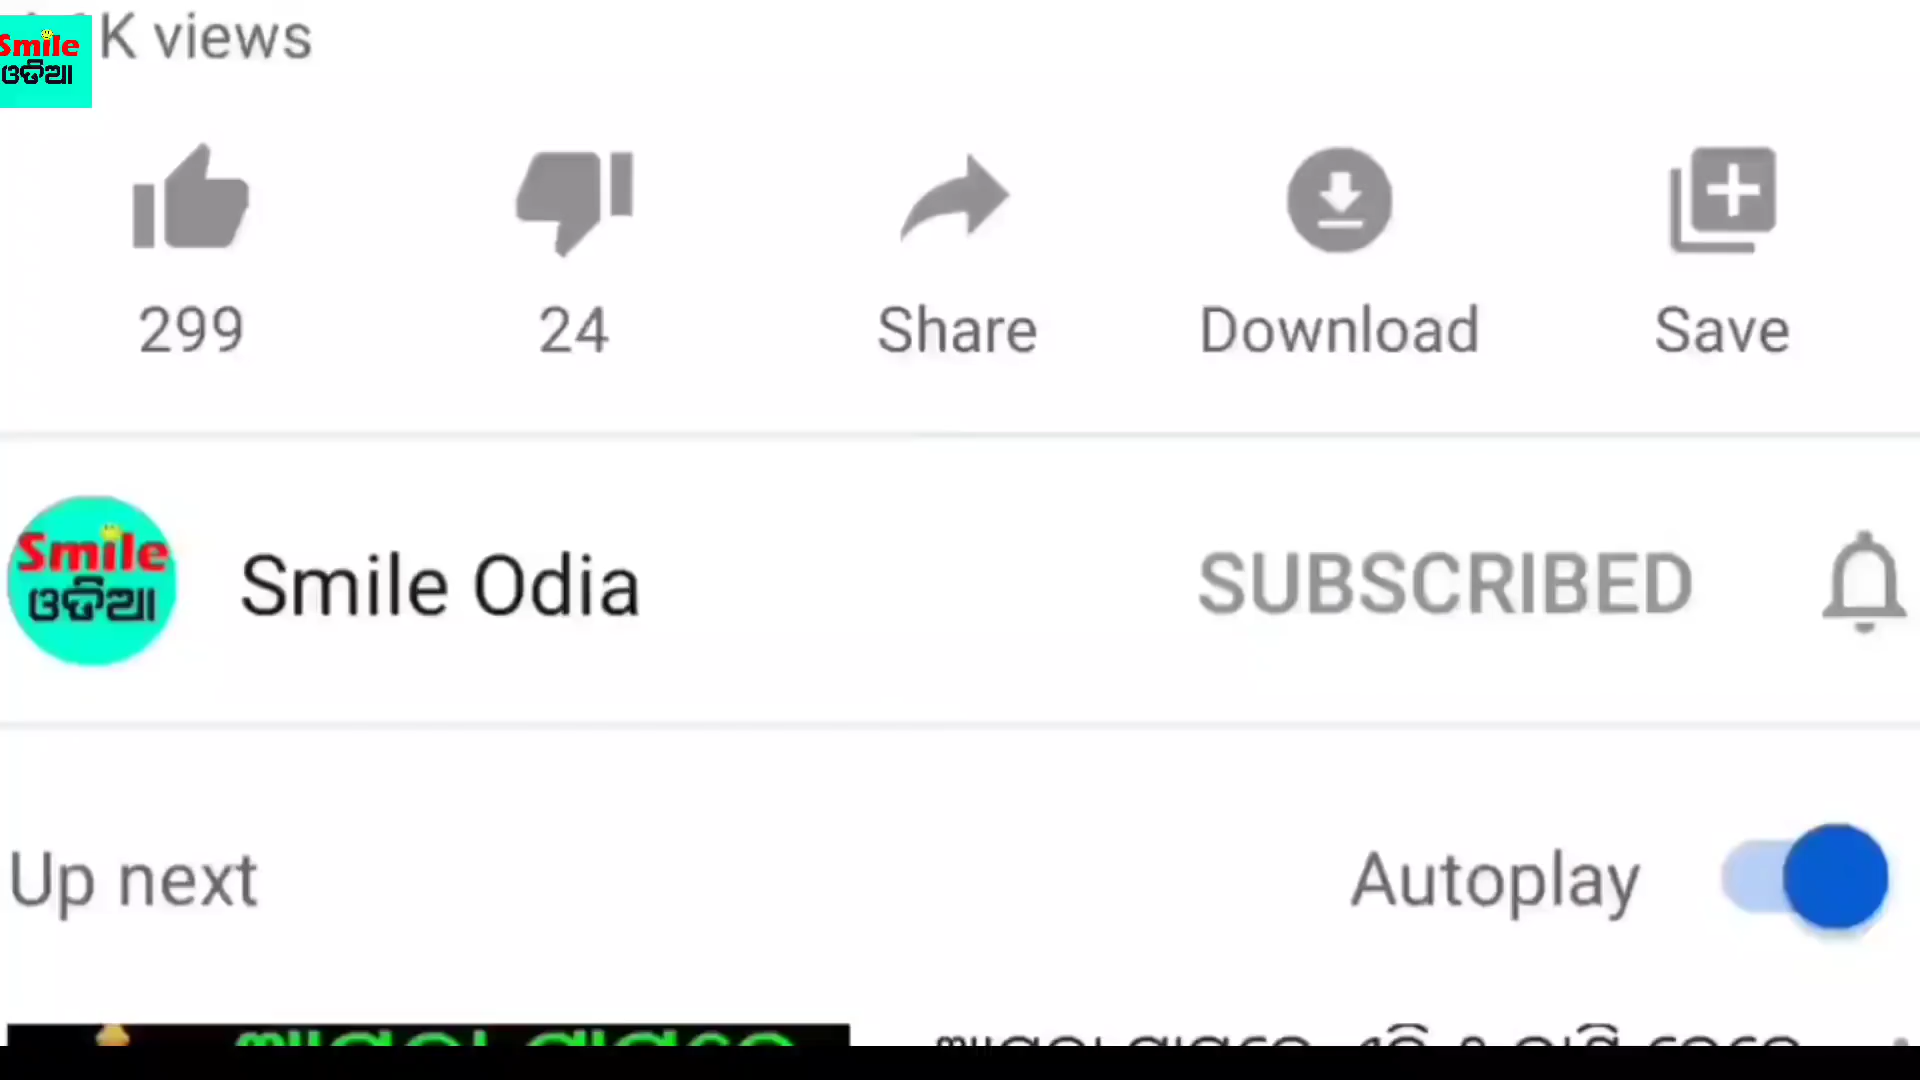 K views
Smile
ଓଡିଆ
299
24
Share
Download
Save
Smile
ଓଡିଆ
Smile Odia
SUBSCRIBED
Up next
Autoplay